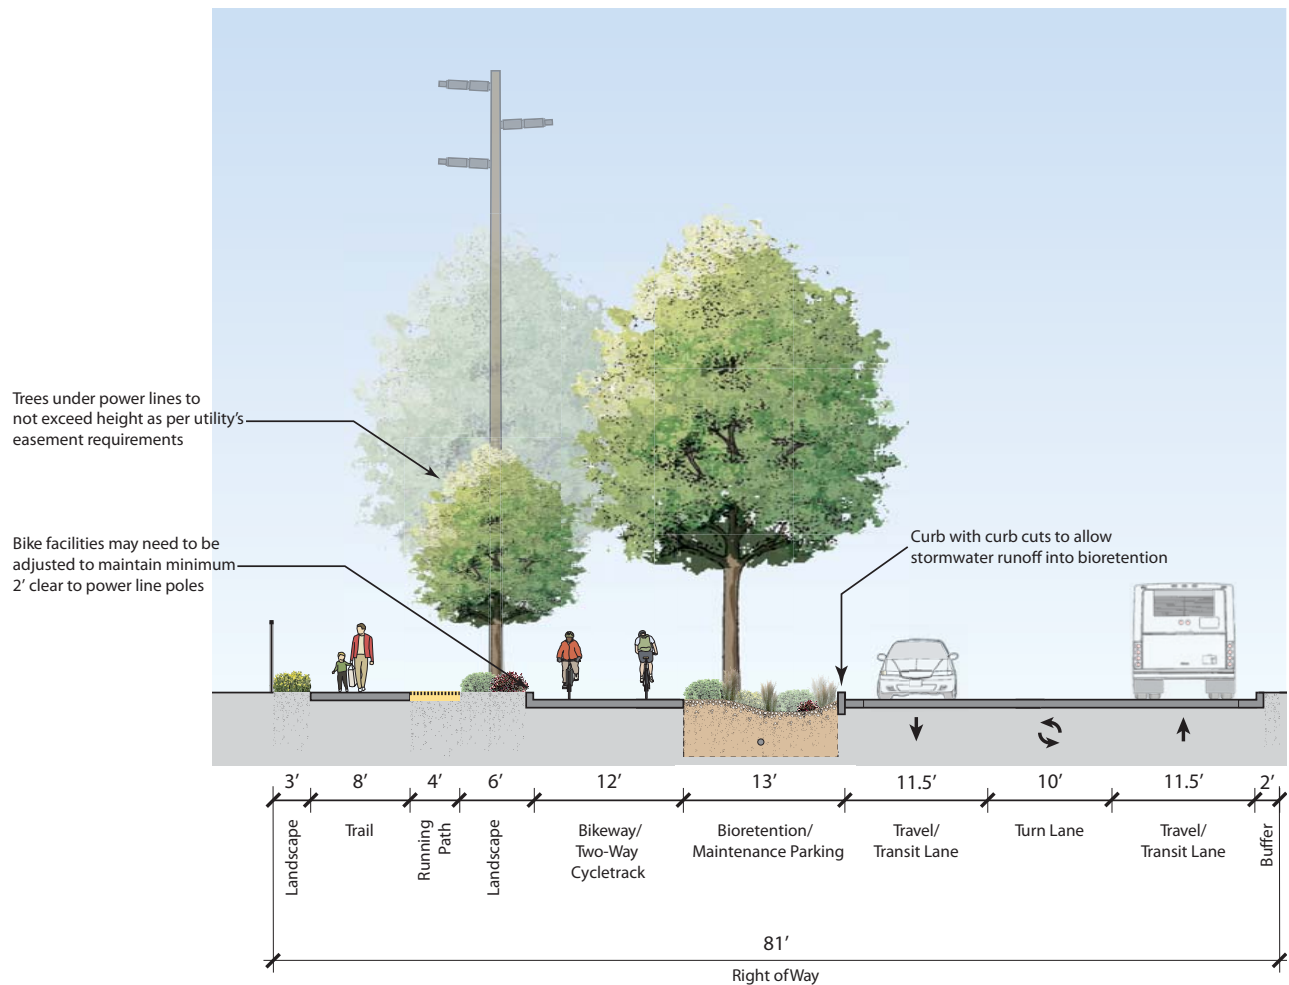 Trees under power lines to
not exceed height as per utility’s
easement requirements
Bike facilities may need to be
adjusted to maintain minimum
2’ clear to power line poles
Curb with curb cuts to allow
stormwater runoff into bioretention
3’
8’
4’
6’
12’
13’
11.5’
10’
11.5’
2’
Landscape
Trail
Running
Path
Landscape
Bikeway/
Two-Way
Cycletrack
Bioretention/
Maintenance Parking
Travel/
Transit Lane
Turn Lane
Travel/
Transit Lane
Buffer
81’
Right of Way